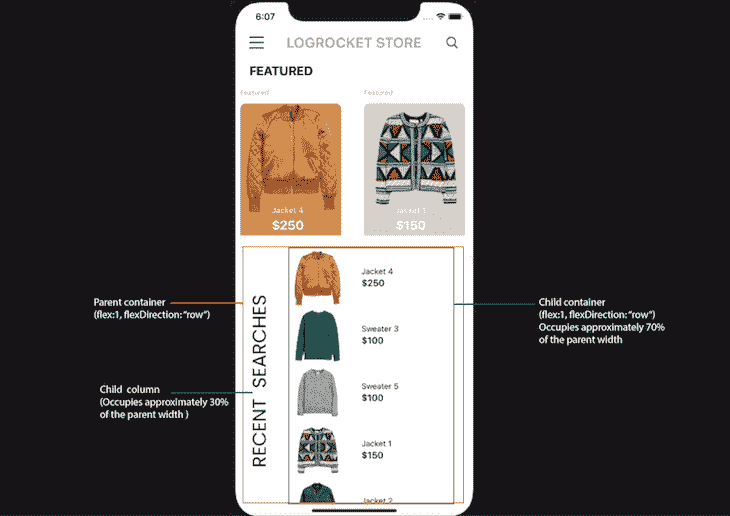 6:07
LOGROCKET STORE
FEATURED
Featured
Featured
Jacket 4
$250
Jacket 1
$150
Parent container
(flex:1, flexDirection: "row")
Child column
(Occupies approximately 30%
of the parent width )
RECENT SEARCHES
Jacket 4
$250
Sweater 3
$100
Sweater 5
$100
Jacket 1
$150
Jacket 2
Child container
(flex:1, flexDirection: "row")
Occupies approximately 70%
of the parent width